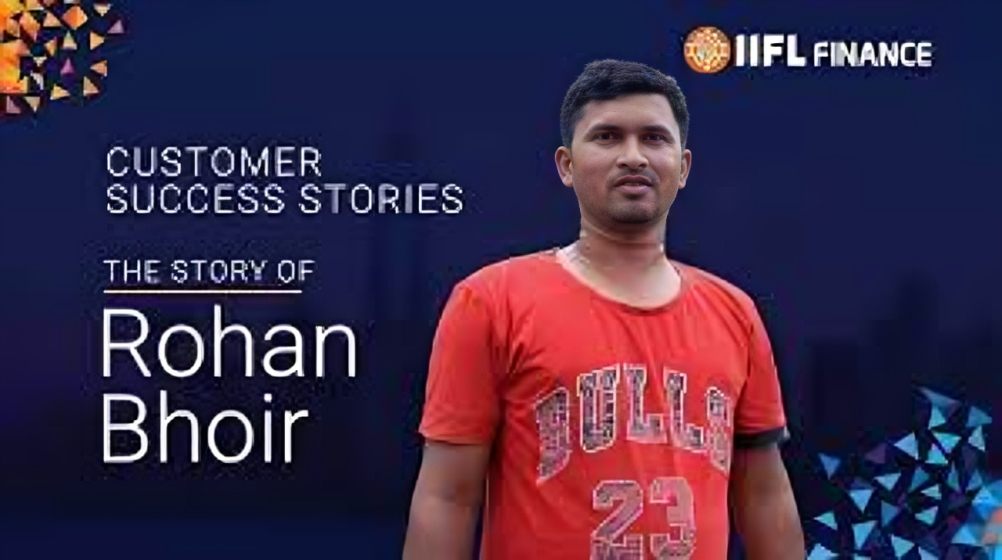 IIFL FINANCE
CUSTOMER
SUCCESS STORIES
THE STORY OF
Rohan
Bhoir
BULLS
23